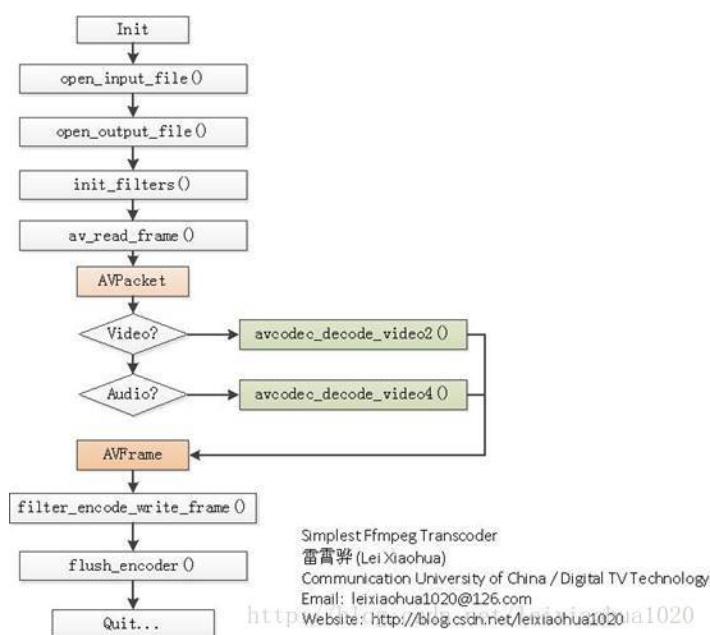 Init
open_input_file()
open_output_file()
init_filters()
av_read_frame()
AVPacket
Video?
avcodec_decode_video2()
Audio?
avcodec_decode_video4()
AVFrame
filter_encode_write_frame()
flush_encoder()
Quit...
Simplest Ffmpeg Transcoder
雷霄骅 (Lei Xiaohua)
Communication University of China / Digital TV Technology
Email: leixiaohua1020@126.com
Website: http://blog.csdn.net/leixiaohua1020